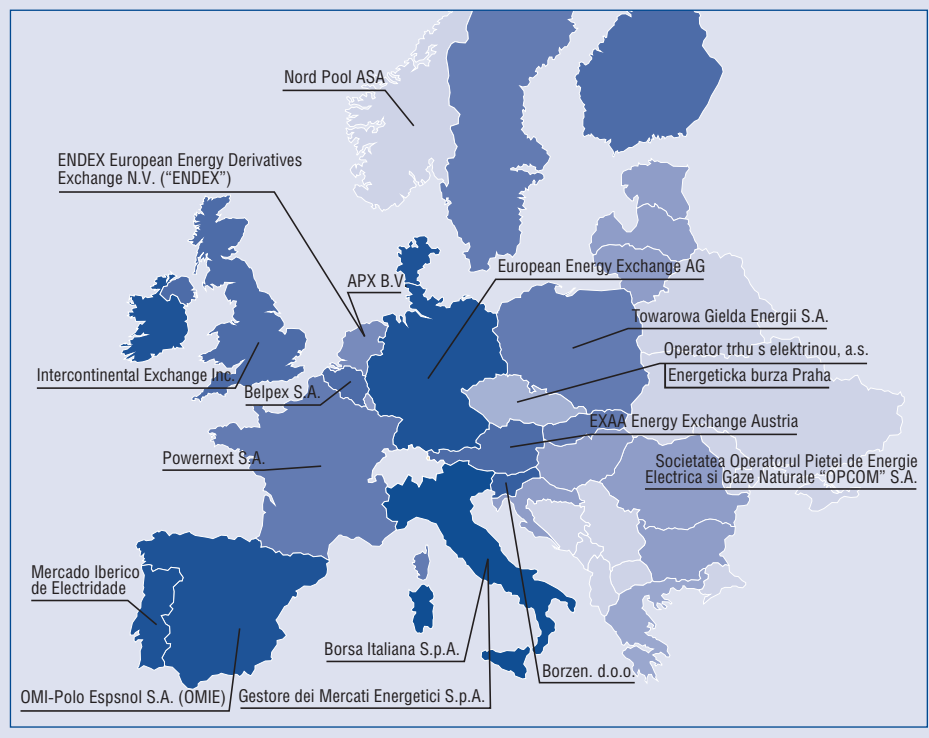 Nord Pool ASA
ENDEX European Energy Derivatives
Exchange N.V. (“ENDEX”)
European Energy Exchange AG
APX B.V
Towarowa Gielda Energii S.A.
Operator trhu s elektrinou, a.s.
Intercontinental Exchange Inc.
Energeticka burza Praha
Belpex S.A.
EXAA Energy Exchange Austria
Powernext S.A.
Societatea Operatorul Pietei de Energie
Electrica si Gaze Naturale “OPCOM” S.A.
Mercado Iberico
de Electridade
Borsa Italiana S.p.A.
Borzen. d.o.o.
OMI-Polo Espsnol S.A. (OMIE)
Gestore dei Mercati Energetici S.p.A.